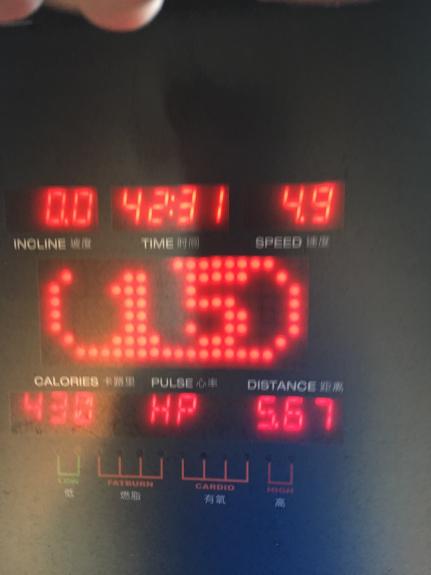 0.0 42:31 4.9
INCLINE 坡度 TIME 时间 SPEED 速度
15
CALORIES 卡路里 PULSE 心率 DISTANCE 距离
430 HP 5.67
LOW FATBURN CARDIO HIGH
低 燃脂 有氧 高